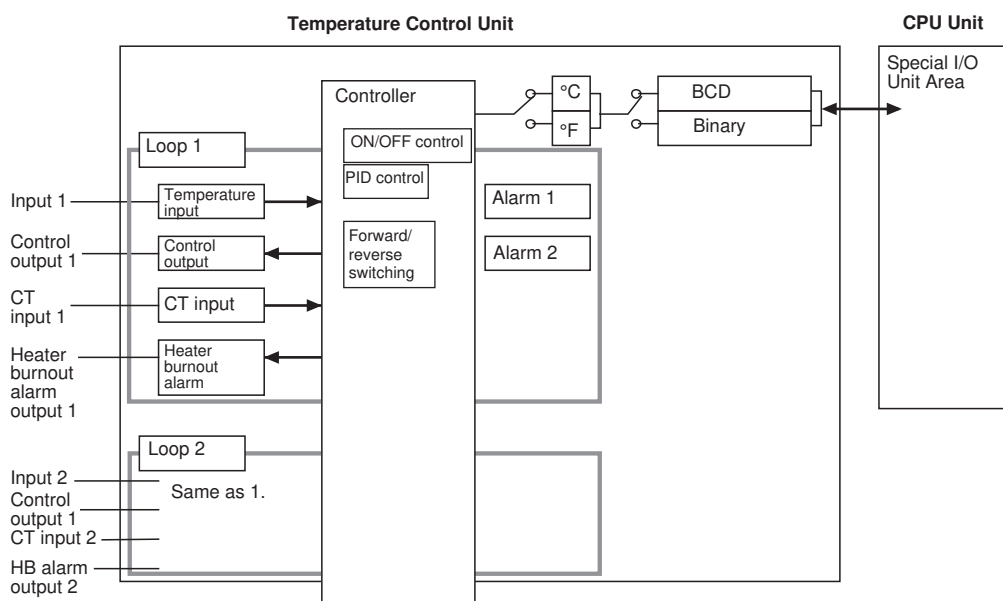 Temperature Control Unit
CPU Unit
Special I/O
Unit Area
Controller
°C
°F
BCD
Binary
ON/OFF control
PID control
Forward/
reverse
switching
Loop 1
Input 1
Temperature
input
Alarm 1
Control
output 1
Control
output
Alarm 2
CT
input 1
CT input
Heater
burnout
alarm
output 1
Heater
burnout
alarm
Loop 2
Input 2
Same as 1.
Control
output 1
CT input 2
HB alarm
output 2